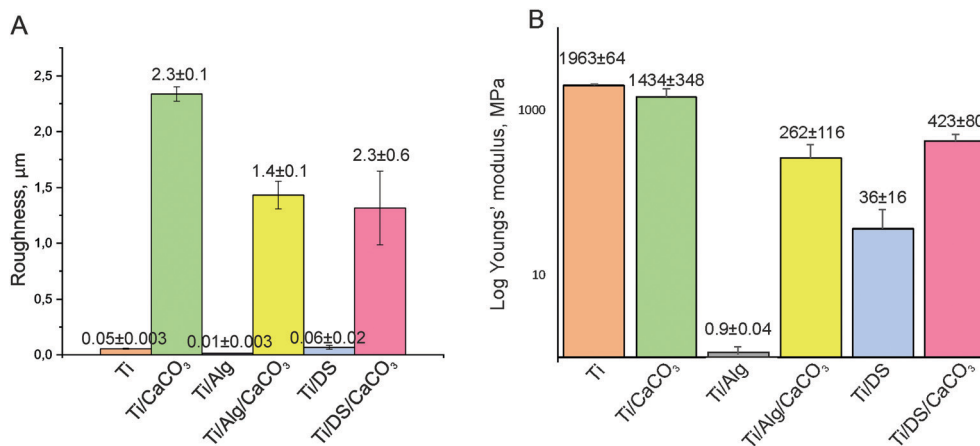 A
Roughness, μm
2,5
2,0
1,5
1,0
0,5
0,0
2.3±0.1
1.4±0.1
2.3±0.6
0.05±0.003
0.01±0.003
0.06±0.02
Ti
Ti/CaCO₃
Ti/Alg
Ti/Alg/CaCO₃
Ti/DS
Ti/DS/CaCO₃
B
Log Youngs' modulus, MPa
1000
10
1963±64
1434±348
0.9±0.04
262±116
36±16
423±80
Ti
Ti/CaCO₃
Ti/Alg
Ti/Alg/CaCO₃
Ti/DS
Ti/DS/CaCO₃